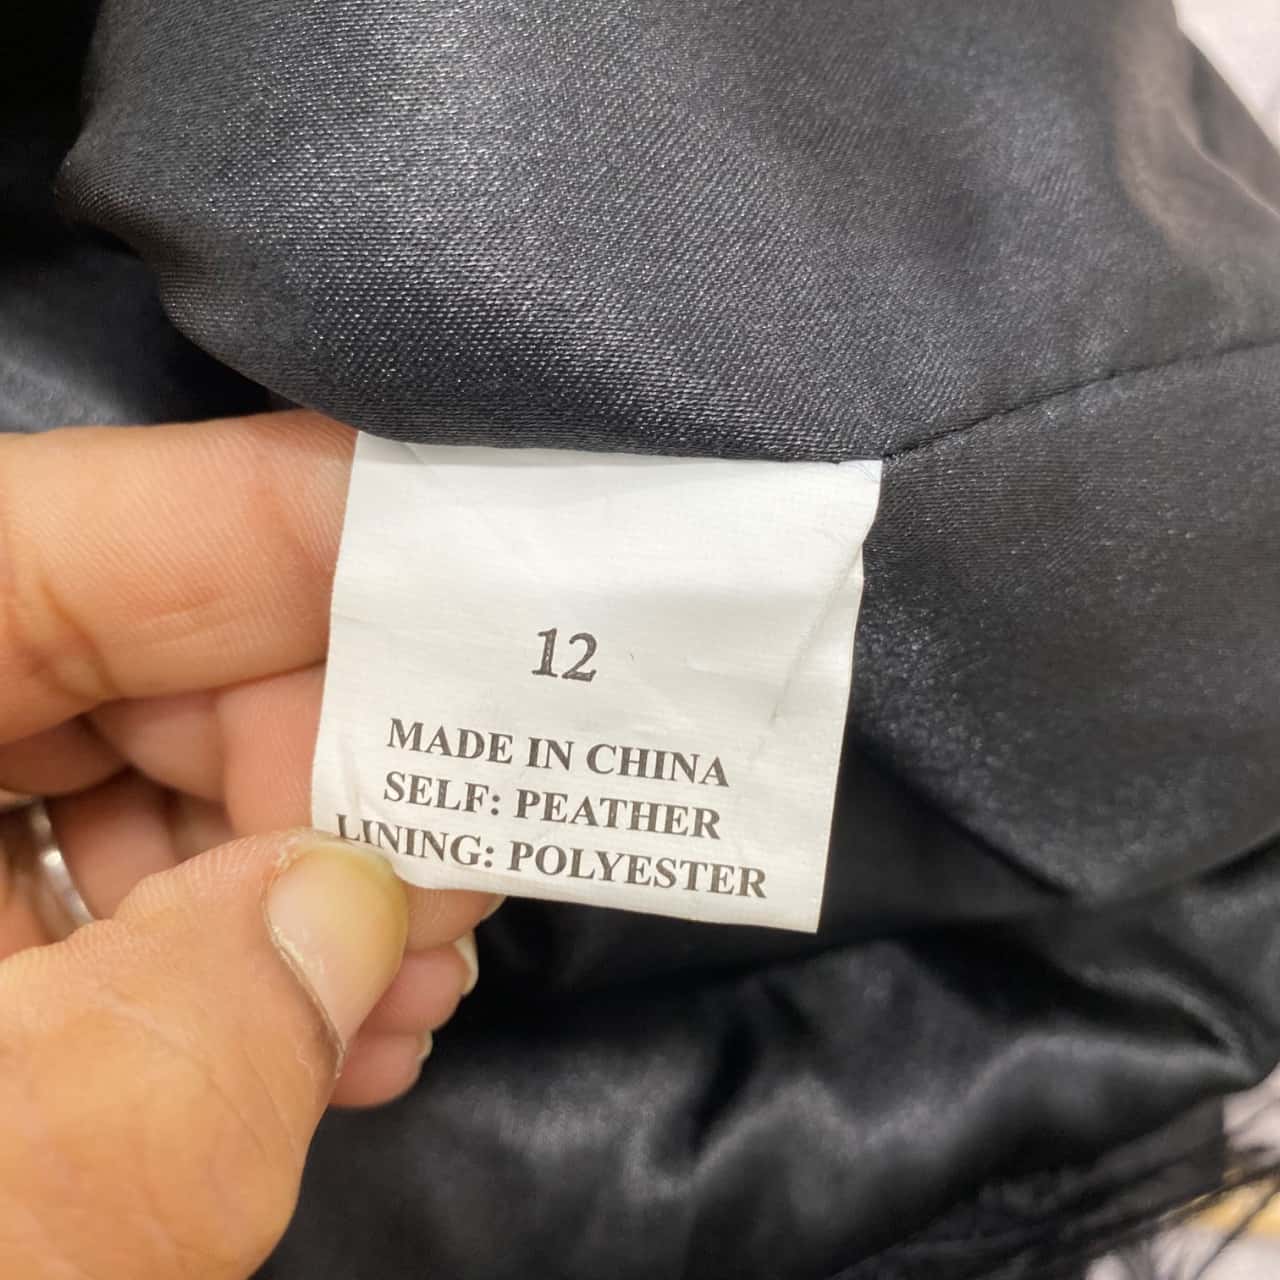 12
MADE IN CHINA
SELF: PEATHER
LINING: POLYESTER